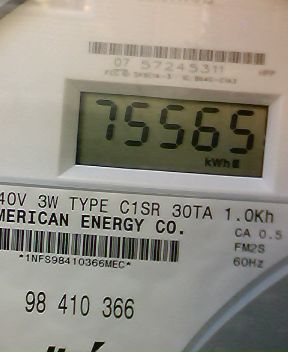 07 57245311
75565
kWh
40V 3W TYPE C1SR 30TA 1.0Kh
MERICAN ENERGY CO.
CA 0.5
*1NFS98410366MEC*
FM2S
60Hz
98 410 366